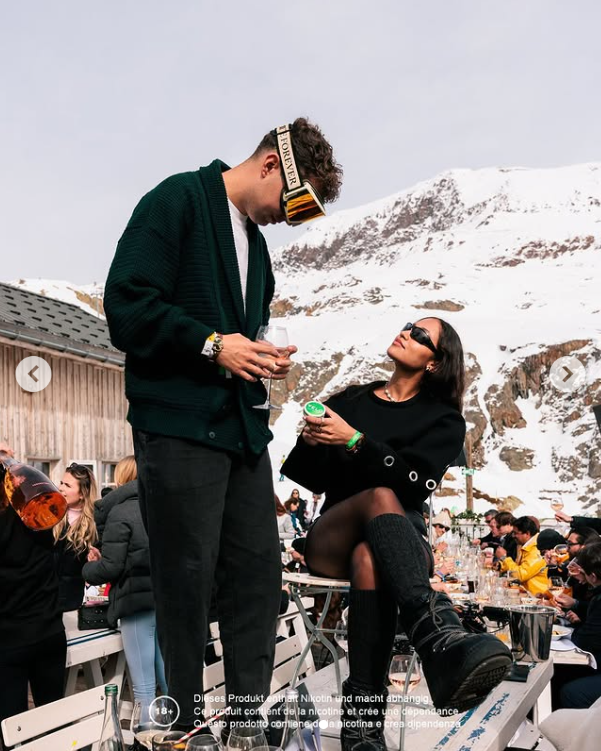 FOREVER
18+
Dieses Produkt enthält Nikotin und macht abhängig.
Ce produit contient de la nicotine et crée une dépendance.
Questo prodotto contiene della nicotina e crea dipendenza.